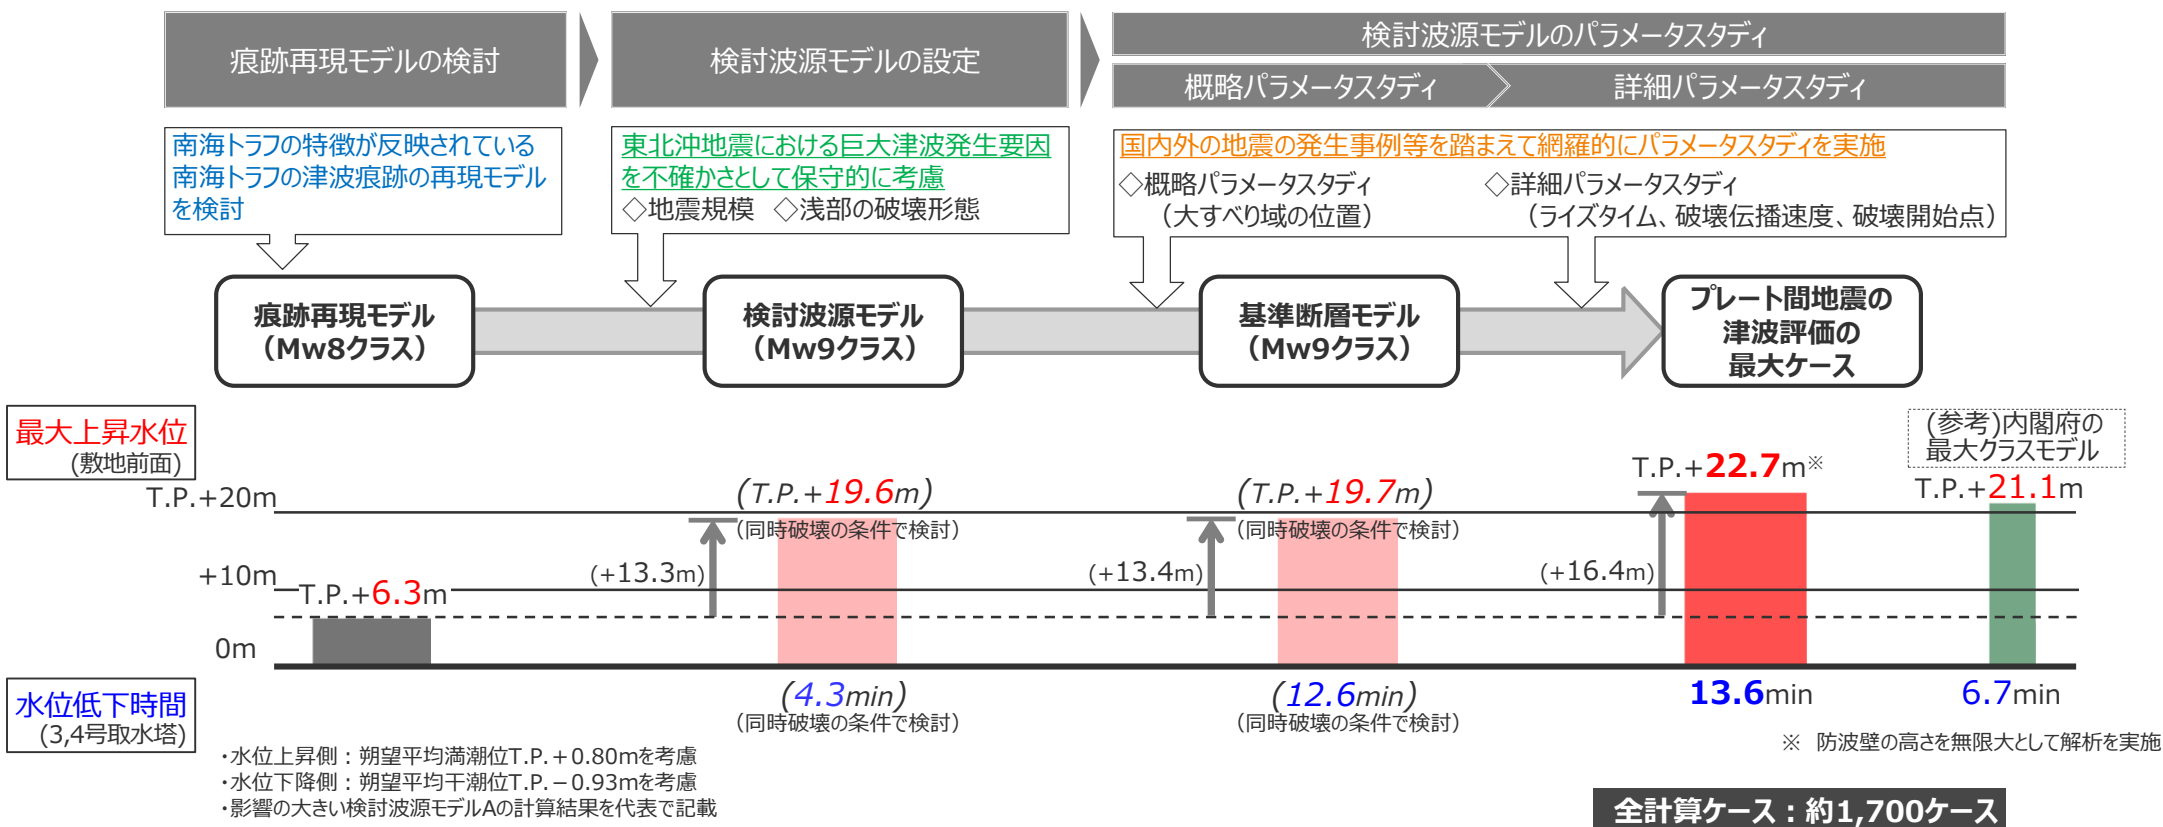 痕跡再現モデルの検討
検討波源モデルの設定
検討波源モデルのパラメータスタディ
概略パラメータスタディ
詳細パラメータスタディ
南海トラフの特徴が反映されている
南海トラフの津波痕跡の再現モデル
を検討
東北沖地震における巨大津波発生要因
を不確かさとして保守的に考慮
◇地震規模 ◇浅部の破壊形態
国内外の地震の発生事例等を踏まえて網羅的にパラメータスタディを実施
◇概略パラメータスタディ
（大すべり域の位置）
◇詳細パラメータスタディ
（ライズタイム、破壊伝播速度、破壊開始点）
痕跡再現モデル
（Mw8クラス）
検討波源モデル
（Mw9クラス）
基準断層モデル
（Mw9クラス）
プレート間地震の
津波評価の
最大ケース
最大上昇水位
(敷地前面)
(参考)内閣府の
最大クラスモデル
T.P.+20m
+10m
0m
T.P.+6.3m
(T.P.+19.6m)
(同時破壊の条件で検討)
(+13.3m)
(T.P.+19.7m)
(同時破壊の条件で検討)
(+13.4m)
T.P.+22.7m※
(+16.4m)
T.P.+21.1m
水位低下時間
(3,4号取水塔)
(4.3min)
(同時破壊の条件で検討)
(12.6min)
(同時破壊の条件で検討)
13.6min
6.7min
※ 防波壁の高さを無限大として解析を実施
・水位上昇側：朔望平均満潮位T.P.＋0.80mを考慮
・水位下降側：朔望平均干潮位T.P.－0.93mを考慮
・影響の大きい検討波源モデルAの計算結果を代表で記載
全計算ケース：約1,700ケース